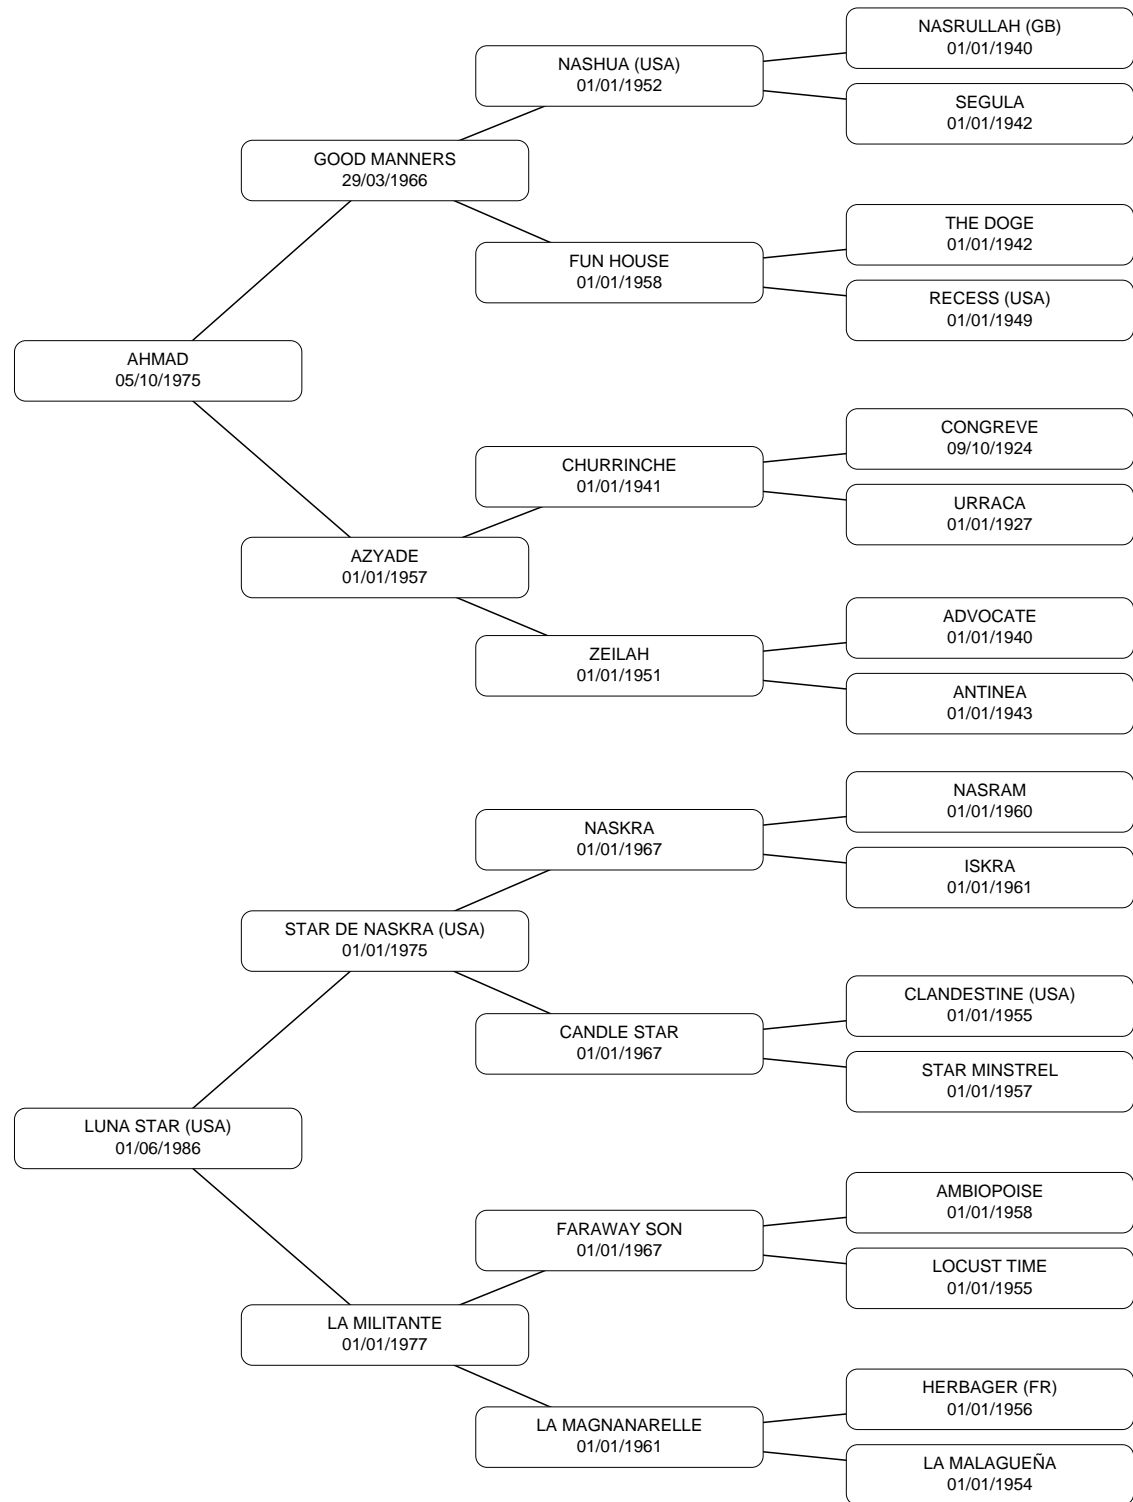 NASRULLAH (GB)
01/01/1940
NASHUA (USA)
01/01/1952
SEGULA
01/01/1942
GOOD MANNERS
29/03/1966
THE DOGE
01/01/1942
FUN HOUSE
01/01/1958
RECESS (USA)
01/01/1949
AHMAD
05/10/1975
CONGREVE
09/10/1924
CHURRINCHE
01/01/1941
URRACA
01/01/1927
AZYADE
01/01/1957
ADVOCATE
01/01/1940
ZEILAH
01/01/1951
ANTINEA
01/01/1943
NASRAM
01/01/1960
NASKRA
01/01/1967
ISKRA
01/01/1961
STAR DE NASKRA (USA)
01/01/1975
CLANDESTINE (USA)
01/01/1955
CANDLE STAR
01/01/1967
STAR MINSTREL
01/01/1957
LUNA STAR (USA)
01/06/1986
AMBIOPOISE
01/01/1958
FARAWAY SON
01/01/1967
LOCUST TIME
01/01/1955
LA MILITANTE
01/01/1977
HERBAGER (FR)
01/01/1956
LA MAGNANARELLE
01/01/1961
LA MALAGUEÑA
01/01/1954